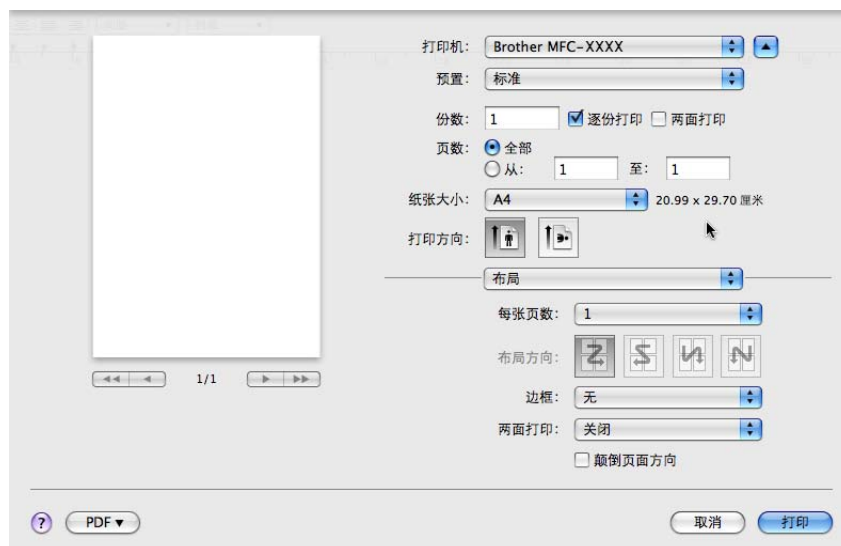 打印机: Brother MFC-XXXX
预置: 标准
份数: 1 逐份打印 两面打印
页数: 全部
从: 1 至: 1
纸张大小: A4 20.99 x 29.70 厘米
打印方向:
布局
每张页数: 1
布局方向:
边框: 无
两面打印: 关闭
颠倒页面方向
1/1
? PDF 取消 打印